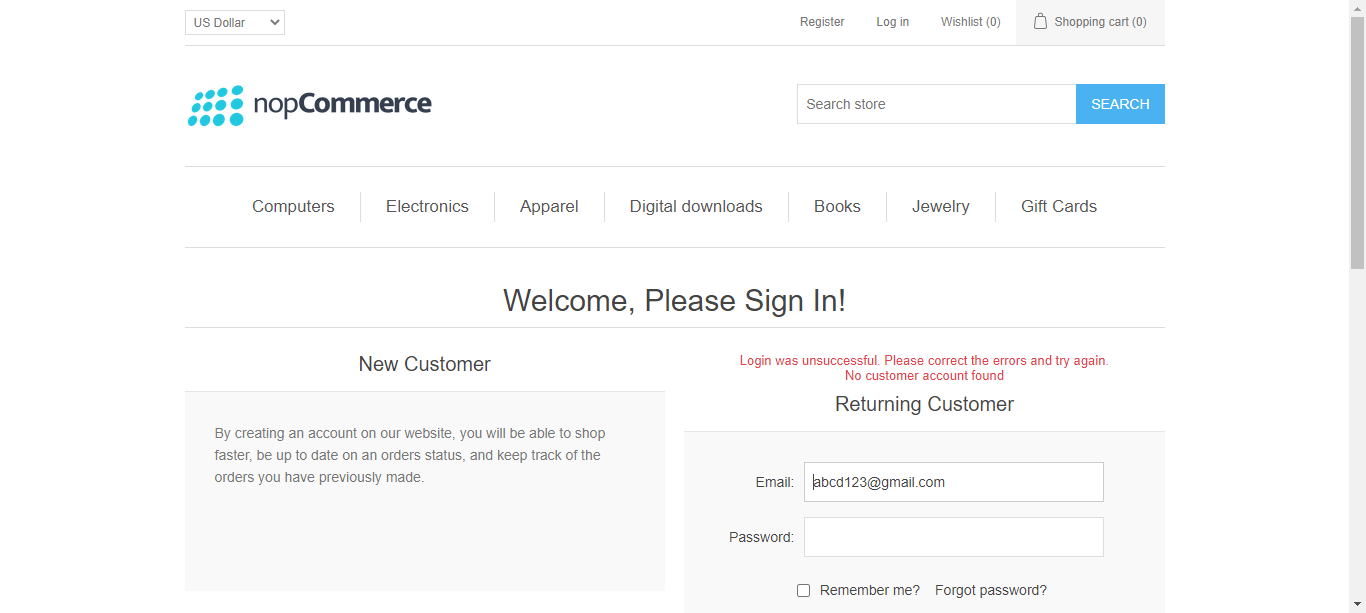 US Dollar
Register
Log in
Wishlist (0)
Shopping cart (0)
nopCommerce
Search store
SEARCH
Computers
Electronics
Apparel
Digital downloads
Books
Jewelry
Gift Cards
Welcome, Please Sign In!
New Customer
By creating an account on our website, you will be able to shop
faster, be up to date on an orders status, and keep track of the
orders you have previously made.
Login was unsuccessful. Please correct the errors and try again.
No customer account found
Returning Customer
Email:
abcd123@gmail.com
Password:
Remember me?
Forgot password?